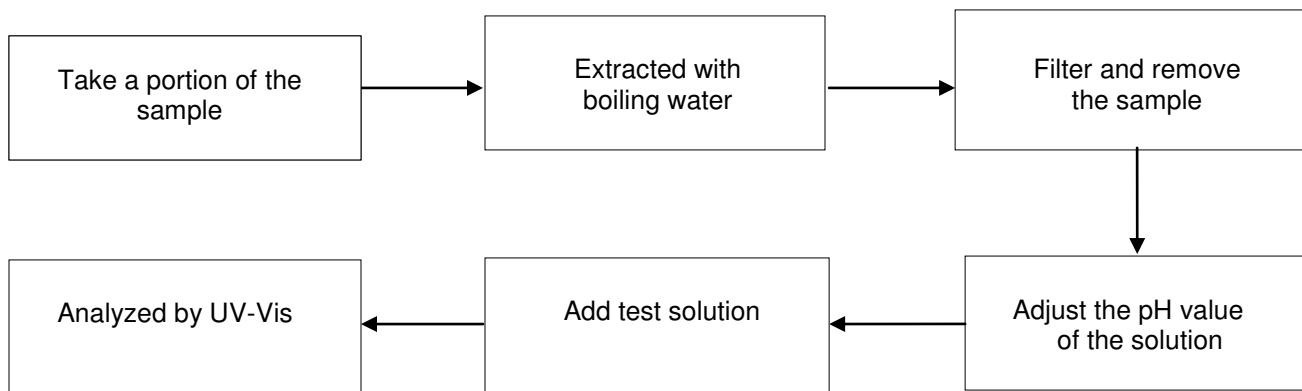 Take a portion of the
sample
Extracted with
boiling water
Filter and remove
the sample
Adjust the pH value
of the solution
Add test solution
Analyzed by UV-Vis